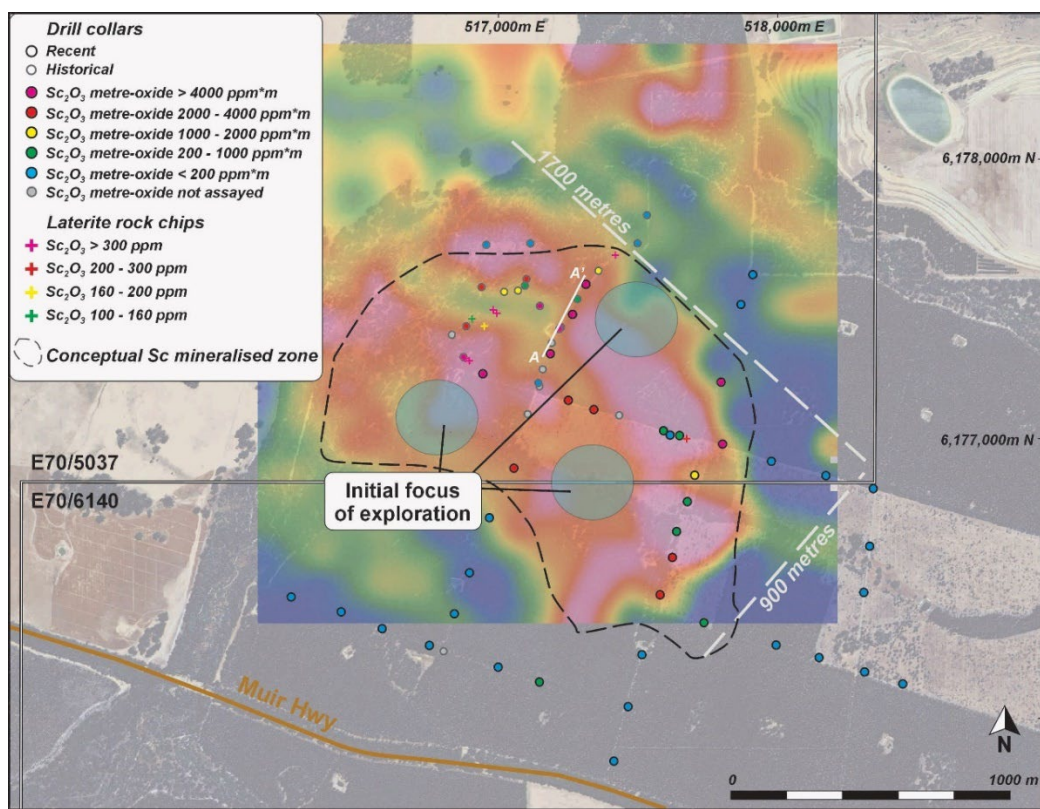 517,000m E
518,000m E
Drill collars
Recent
Historical
Sc₂O₃ metre-oxide > 4000 ppm*m
Sc₂O₃ metre-oxide 2000 - 4000 ppm*m
Sc₂O₃ metre-oxide 1000 - 2000 ppm*m
Sc₂O₃ metre-oxide 200 - 1000 ppm*m
Sc₂O₃ metre-oxide < 200 ppm*m
Sc₂O₃ metre-oxide not assayed
Laterite rock chips
Sc₂O₃ > 300 ppm
Sc₂O₃ 200 - 300 ppm
Sc₂O₃ 160 - 200 ppm
Sc₂O₃ 100 - 160 ppm
Conceptual Sc mineralised zone
6,178,000m N
1700 metres
A'
A
6,177,000m N
E70/5037
E70/6140
Initial focus
of exploration
900 metres
Muir Hwy
N
0
1000 m